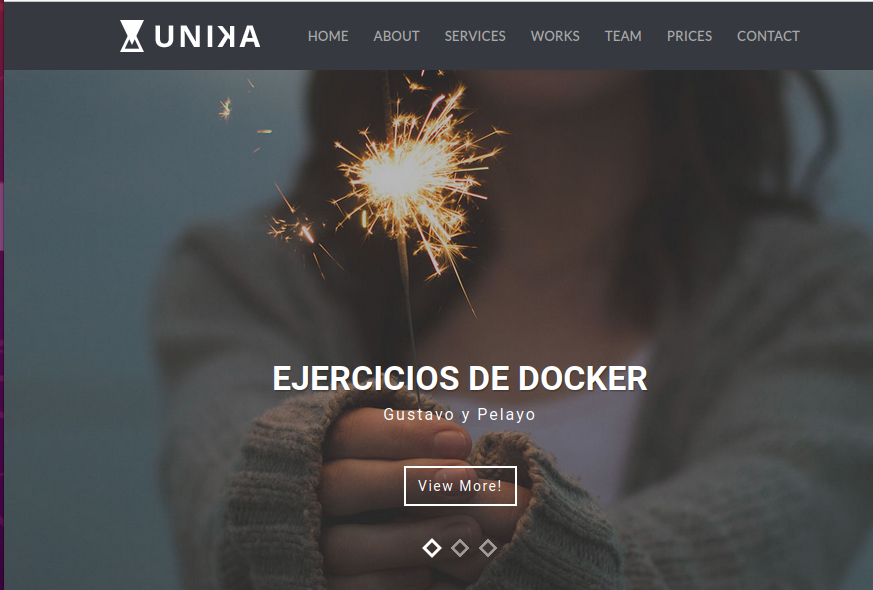 UNIKA
HOME ABOUT SERVICES WORKS TEAM PRICES CONTACT
EJERCICIOS DE DOCKER
Gustavo y Pelayo
View More!